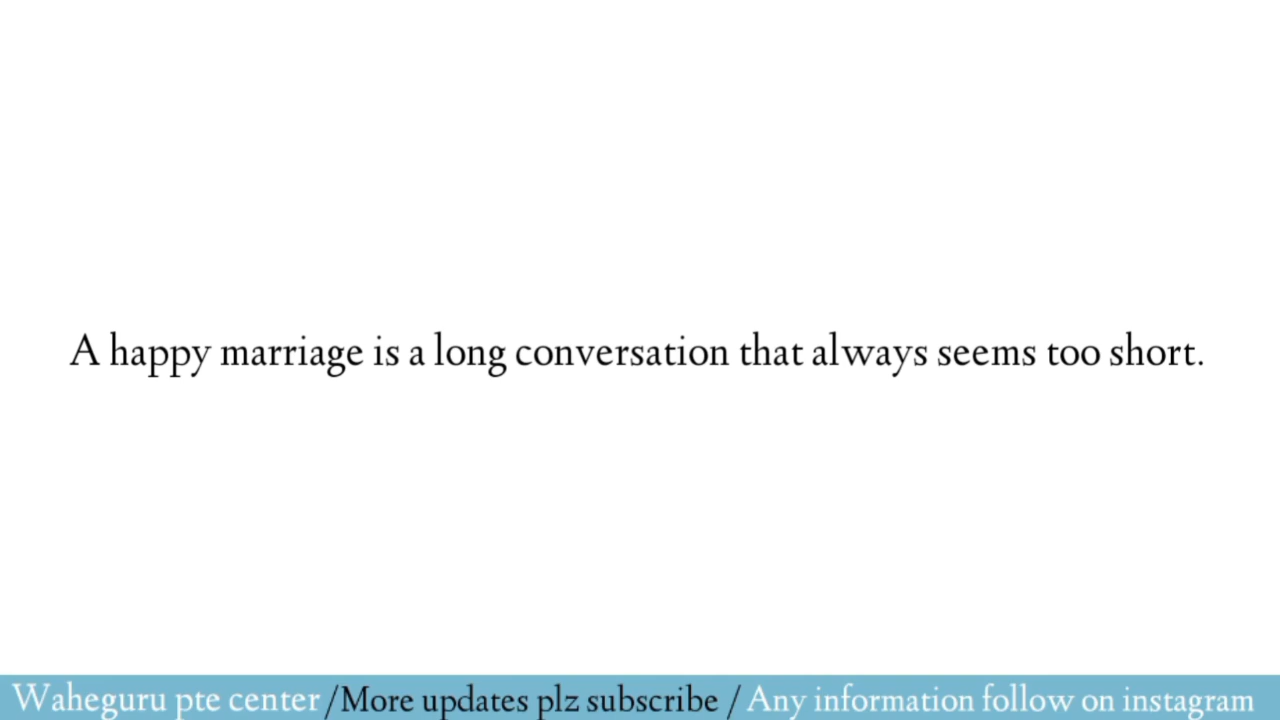 A happy marriage is a long conversation that always seems too short.
Waheguru pte center /More updates plz subscribe / Any information follow on instagram